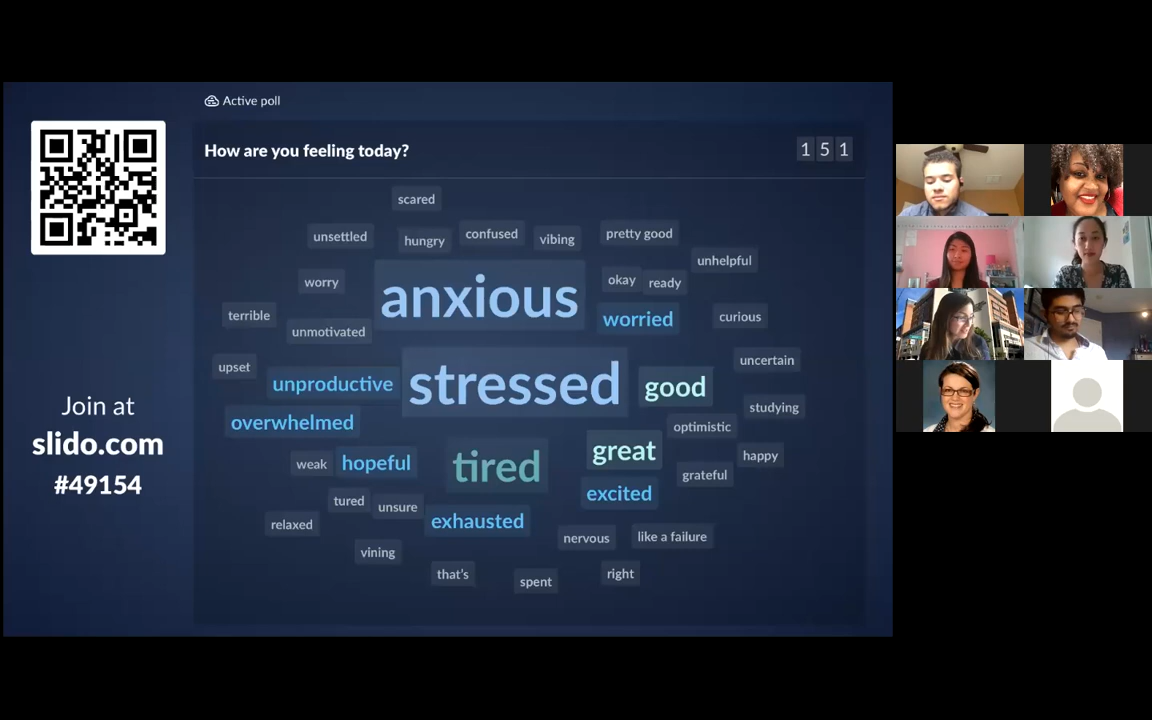 Active poll
How are you feeling today?
151
scared
unsettled
hungry
confused
vibing
pretty good
unhelpful
worry
anxious
okay
ready
terrible
unmotivated
worried
curious
upset
unproductive
stressed
good
uncertain
Join at
slido.com
#49154
overwhelmed
studying
optimistic
weak
hopeful
tired
great
happy
grateful
tured
unsure
excited
relaxed
exhausted
nervous
like a failure
vining
that's
spent
right